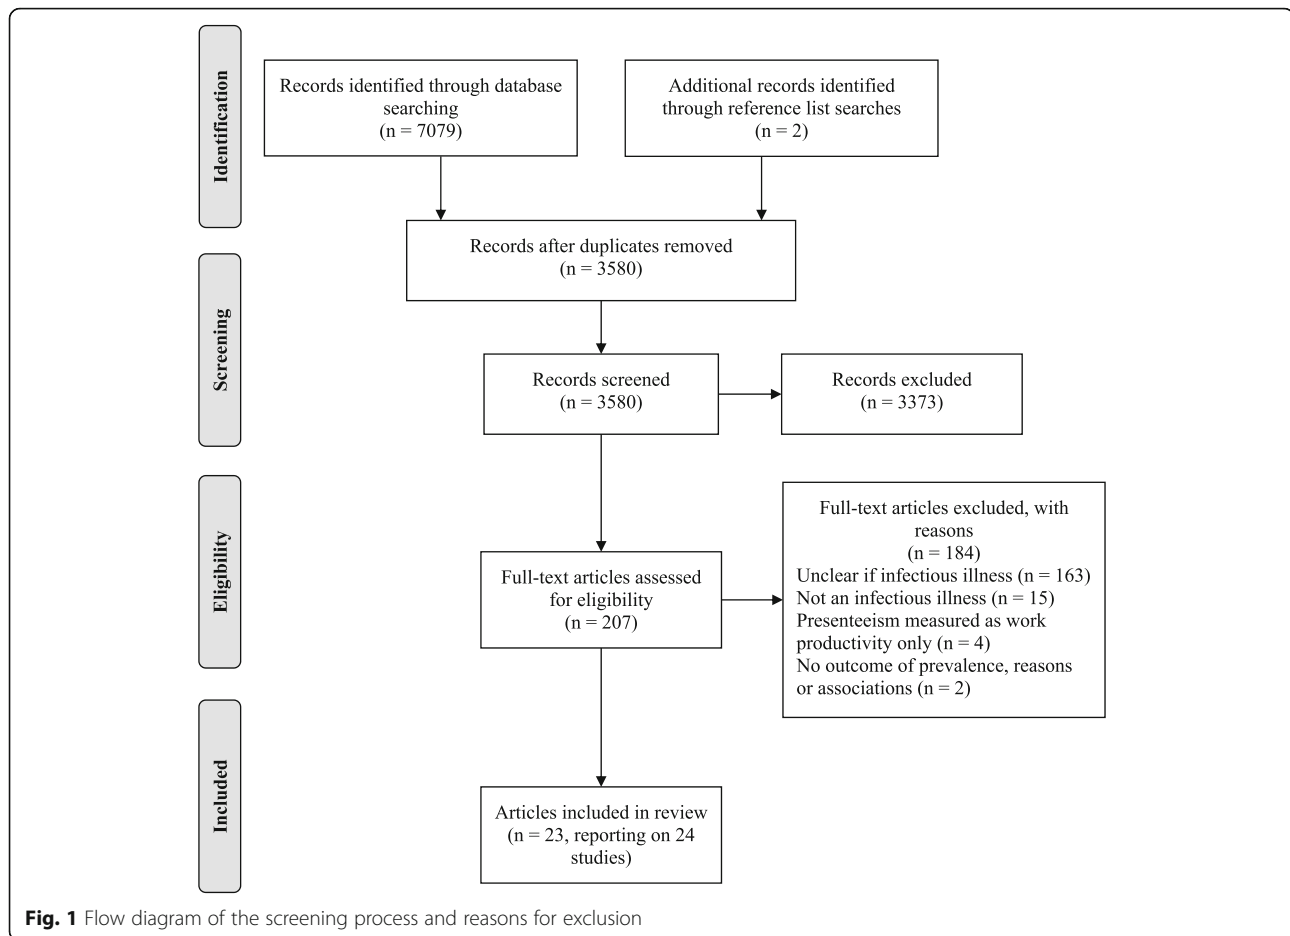 Identification
Records identified through database
searching
(n = 7079)
Additional records identified
through reference list searches
(n = 2)
Records after duplicates removed
(n = 3580)
Screening
Records screened
(n = 3580)
Records excluded
(n = 3373)
Eligibility
Full-text articles assessed
for eligibility
(n = 207)
Full-text articles excluded, with
reasons
(n = 184)
Unclear if infectious illness (n = 163)
Not an infectious illness (n = 15)
Presenteeism measured as work
productivity only (n = 4)
No outcome of prevalence, reasons
or associations (n = 2)
Included
Articles included in review
(n = 23, reporting on 24
studies)
Fig. 1 Flow diagram of the screening process and reasons for exclusion